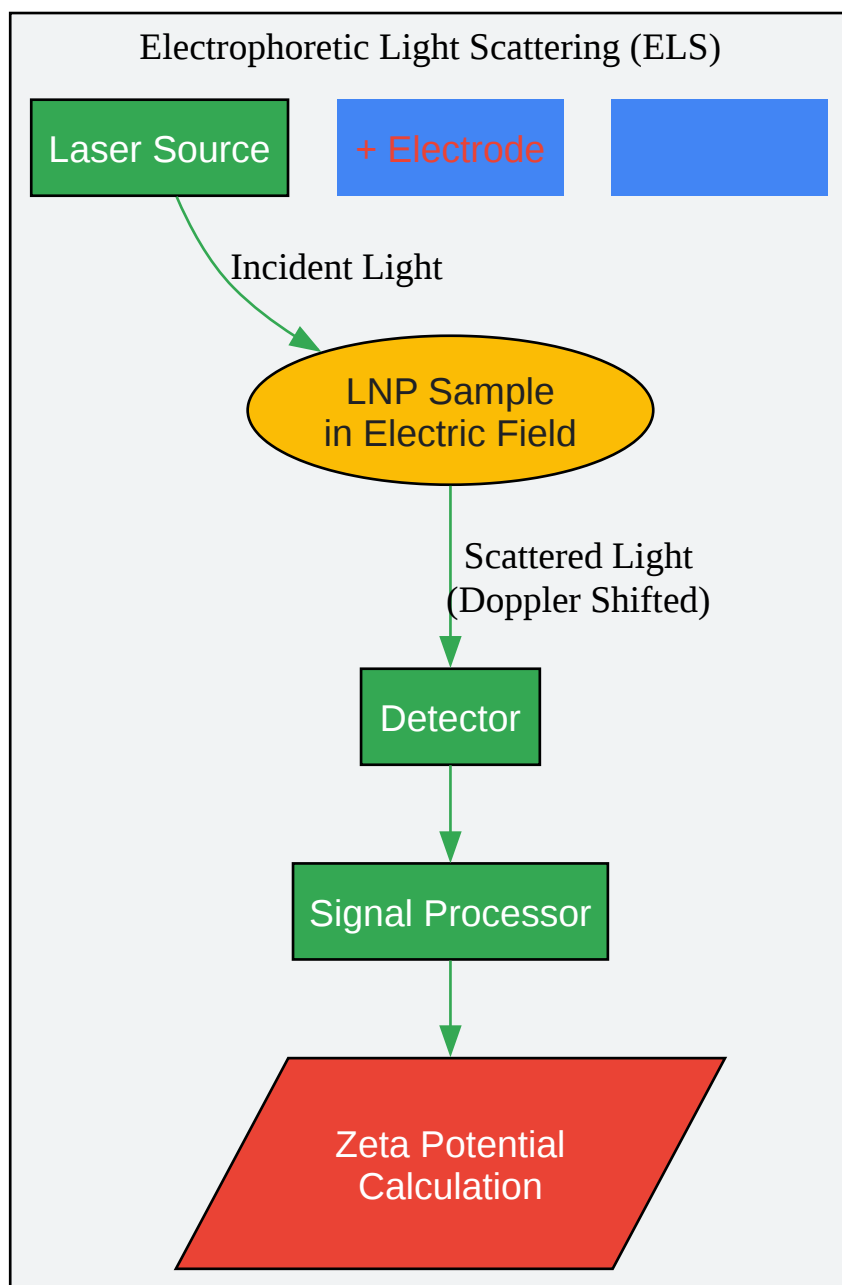 Electrophoretic Light Scattering (ELS)
Laser Source
+ Electrode
Incident Light
LNP Sample
in Electric Field
Scattered Light
(Doppler Shifted)
Detector
Signal Processor
Zeta Potential
Calculation